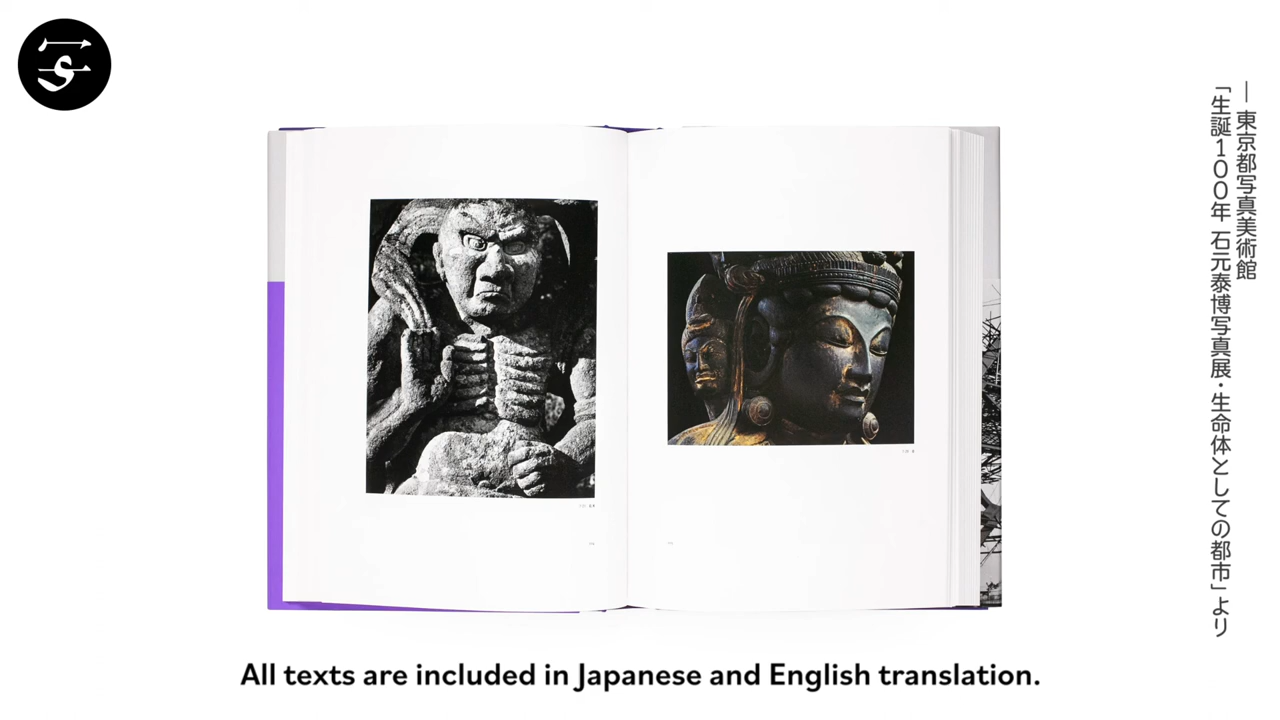 —東京都写真美術館
「生誕100年 石元泰博写真展・生命体としての都市」より
All texts are included in Japanese and English translation.